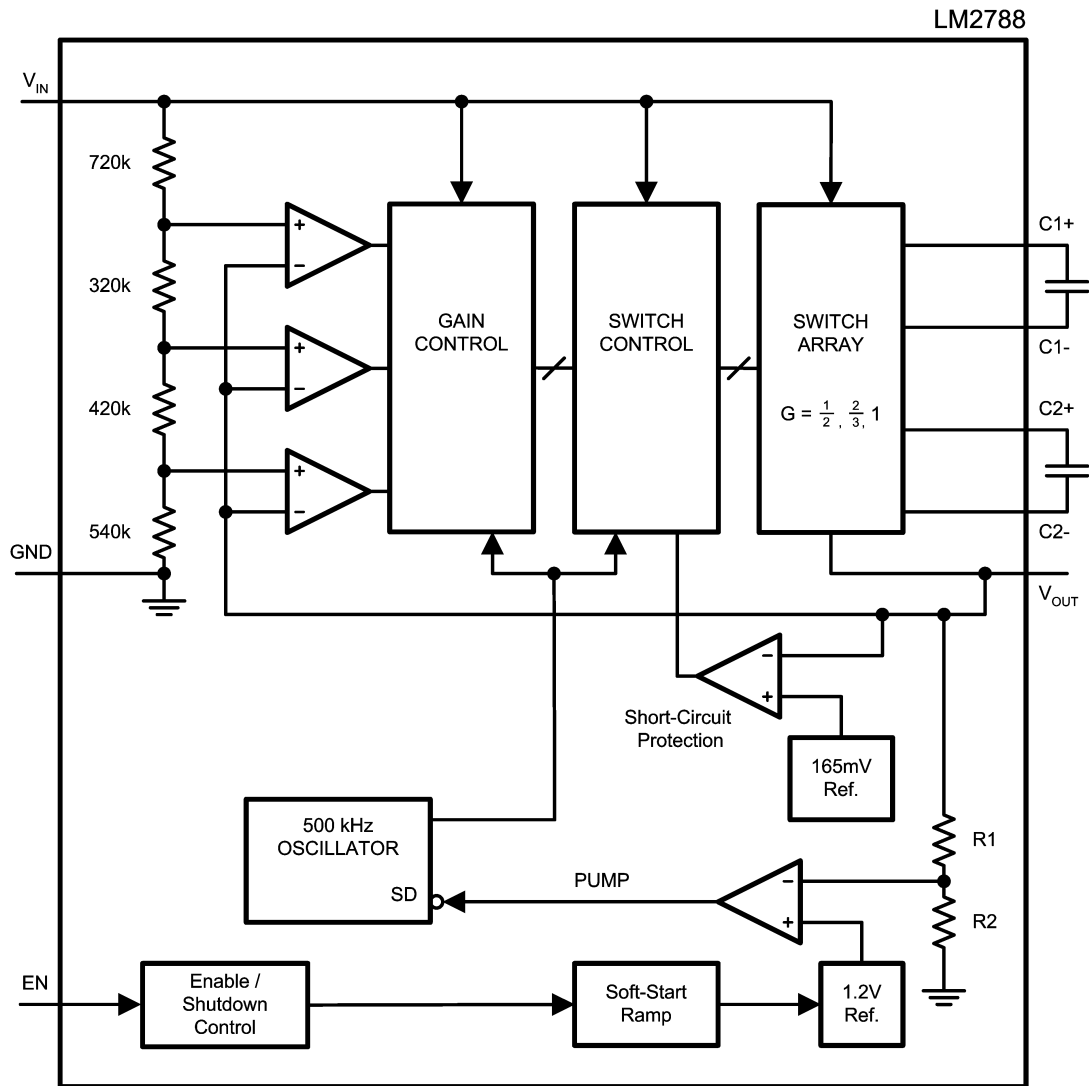 LM2788
V_IN
720k
+
−
C1+
320k
GAIN
CONTROL
SWITCH
CONTROL
SWITCH
ARRAY
+
−
C1-
420k
G = 1/2, 2/3, 1
C2+
+
−
540k
C2-
GND
V_OUT
−
+
Short-Circuit
Protection
165mV
Ref.
500 kHz
OSCILLATOR
R1
SD
PUMP
−
+
R2
EN
Enable /
Shutdown
Control
Soft-Start
Ramp
1.2V
Ref.